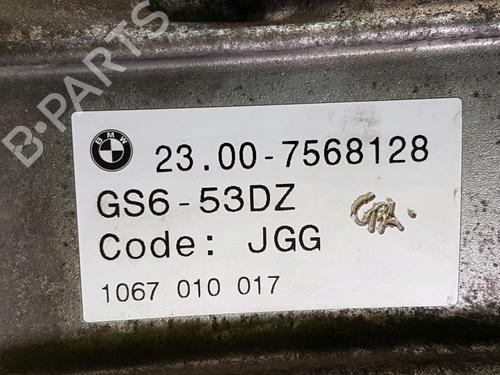 B-PARTS
BMW
23.00-7568128
GS6-53DZ
Code: JGG
1067 010 017